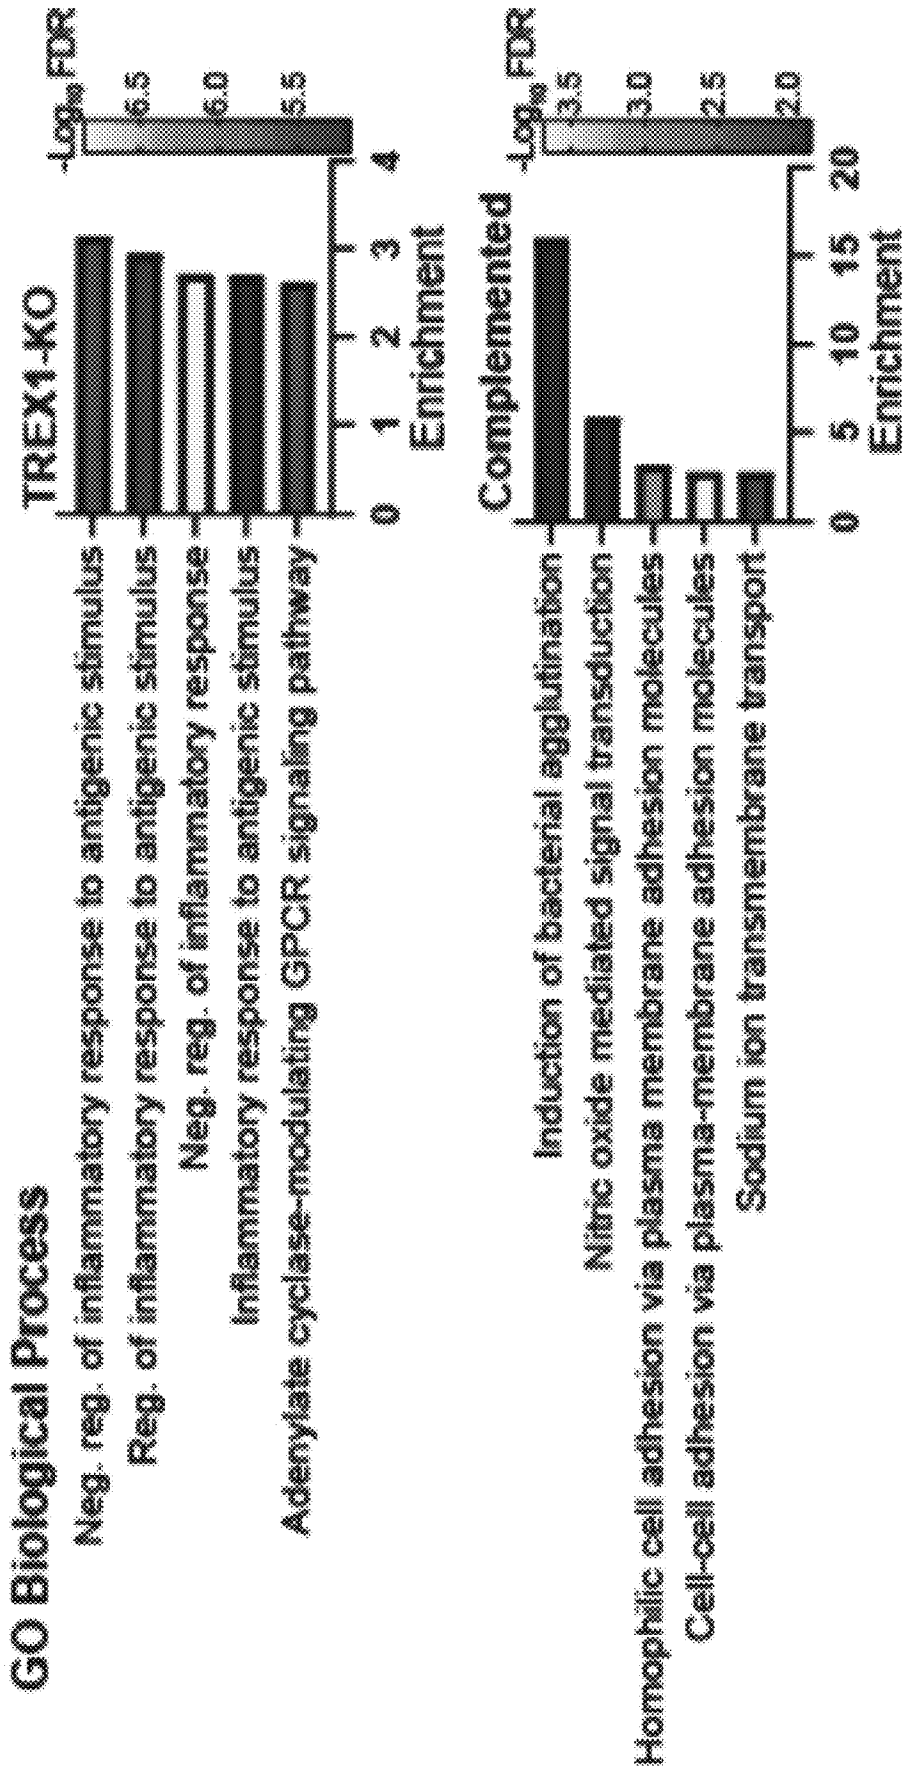 GO Biological Process
TREX1-KO
-Log₁₀ FDR
Neg. reg. of inflammatory response to antigenic stimulus
Reg. of inflammatory response to antigenic stimulus
Neg. reg. of inflammatory response
Inflammatory response to antigenic stimulus
Adenylate cyclase-modulating GPCR signaling pathway
6.5
6.0
5.5
0 1 2 3 4
Enrichment
Complemented
-Log₁₀ FDR
Induction of bacterial agglutination
Nitric oxide mediated signal transduction
Homophilic cell adhesion via plasma membrane adhesion molecules
Cell-cell adhesion via plasma-membrane adhesion molecules
Sodium ion transmembrane transport
3.5
3.0
2.5
2.0
0 5 10 15 20
Enrichment